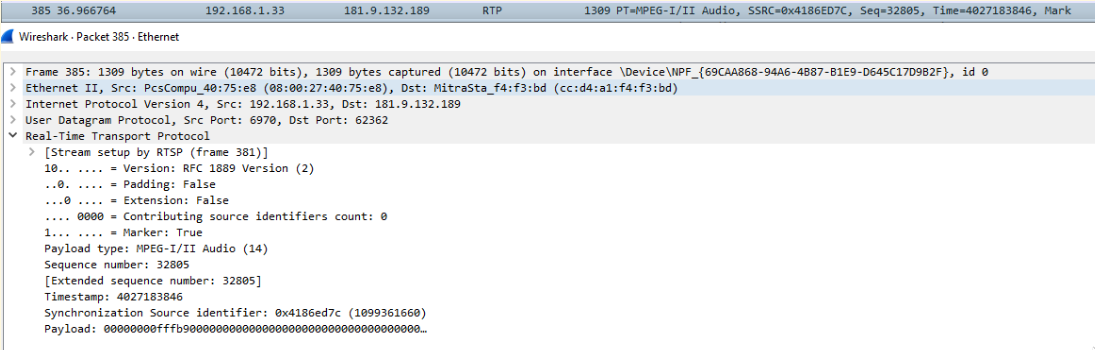 385 36.966764 192.168.1.33 181.9.132.189 RTP 1309 PT=MPEG-I/II Audio, SSRC=0x4186ED7C, Seq=32805, Time=4027183846, Mark
Wireshark · Packet 385 · Ethernet
Frame 385: 1309 bytes on wire (10472 bits), 1309 bytes captured (10472 bits) on interface \Device\NPF_{69CAA868-94A6-4B87-B1E9-D645C17D9B2F}, id 0
Ethernet II, Src: PcsCompu_40:75:e8 (08:00:27:40:75:e8), Dst: MitraSta_f4:f3:bd (cc:d4:a1:f4:f3:bd)
Internet Protocol Version 4, Src: 192.168.1.33, Dst: 181.9.132.189
User Datagram Protocol, Src Port: 6970, Dst Port: 62362
Real-Time Transport Protocol
[Stream setup by RTSP (frame 381)]
10.. .... = Version: RFC 1889 Version (2)
..0. .... = Padding: False
...0 .... = Extension: False
.... 0000 = Contributing source identifiers count: 0
1... .... = Marker: True
Payload type: MPEG-I/II Audio (14)
Sequence number: 32805
[Extended sequence number: 32805]
Timestamp: 4027183846
Synchronization Source identifier: 0x4186ed7c (1099361660)
Payload: 00000000fffb90000000000000000000000000000000000000…